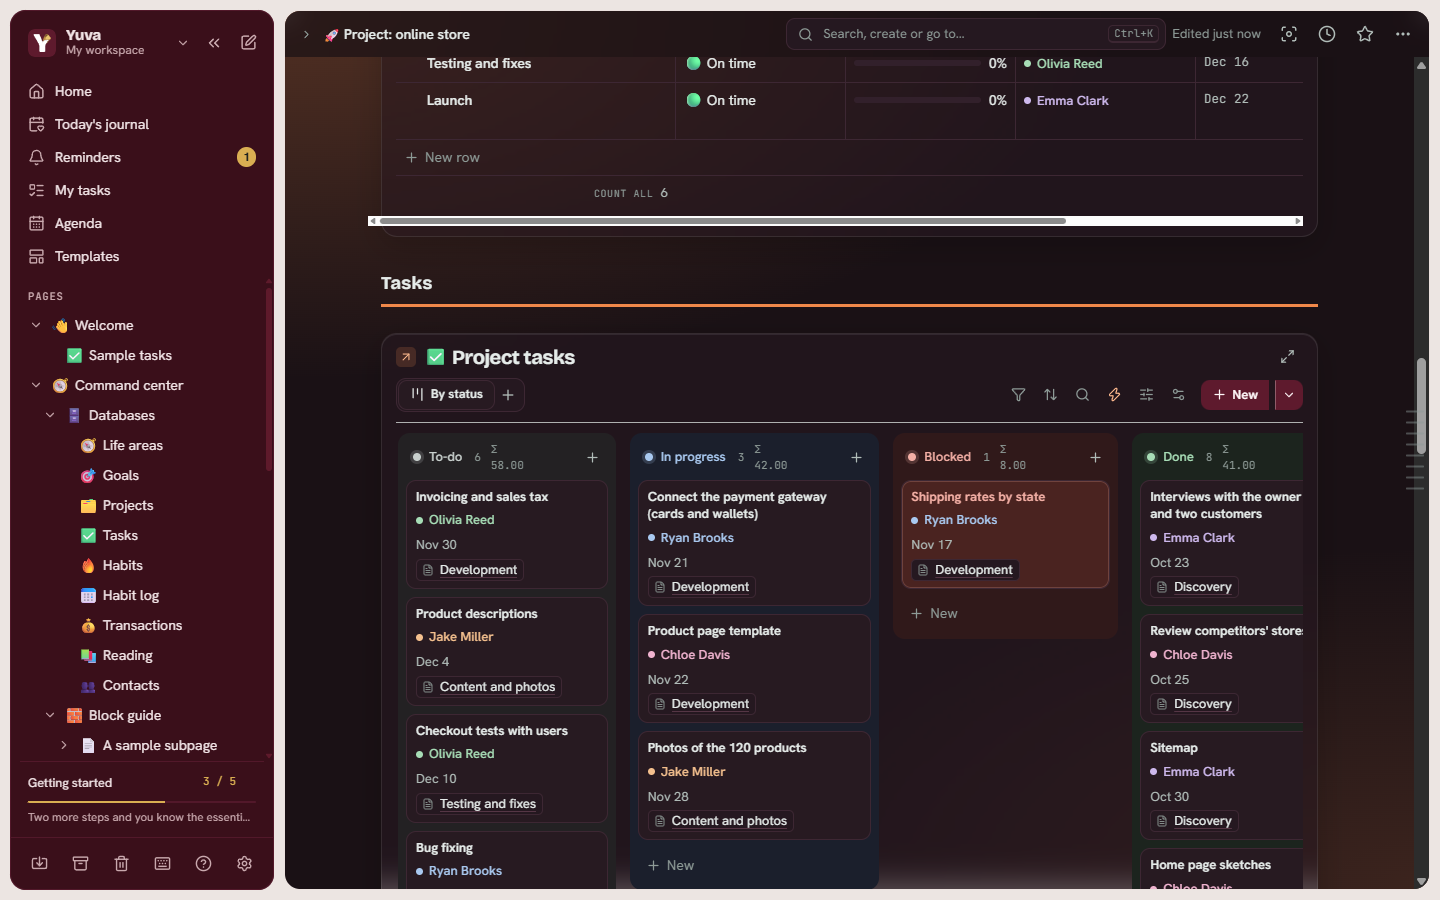 Yuva
My workspace
Home
Today's journal
Reminders
1
My tasks
Agenda
Templates
PAGES
Welcome
Sample tasks
Command center
Databases
Life areas
Goals
Projects
Tasks
Habits
Habit log
Transactions
Reading
Contacts
Block guide
A sample subpage
Getting started
3 / 5
Two more steps and you know the essenti...
Project: online store
Search, create or go to...
Ctrl+K
Edited just now
Testing and fixes
On time
0%
Olivia Reed
Dec 16
Launch
On time
0%
Emma Clark
Dec 22
New row
COUNT ALL 6
Tasks
Project tasks
By status
New
To-do 6 Σ 58.00
Invoicing and sales tax
Olivia Reed
Nov 30
Development
Product descriptions
Jake Miller
Dec 4
Content and photos
Checkout tests with users
Olivia Reed
Dec 10
Testing and fixes
Bug fixing
Ryan Brooks
In progress 3 Σ 42.00
Connect the payment gateway
(cards and wallets)
Ryan Brooks
Nov 21
Development
Product page template
Chloe Davis
Nov 22
Development
Photos of the 120 products
Jake Miller
Nov 28
Content and photos
New
Blocked 1 Σ 8.00
Shipping rates by state
Ryan Brooks
Nov 17
Development
New
Done 8 Σ 41.00
Interviews with the owner
and two customers
Emma Clark
Oct 23
Discovery
Review competitors' stores
Chloe Davis
Oct 25
Discovery
Sitemap
Emma Clark
Oct 30
Discovery
Home page sketches
Chloe Davis